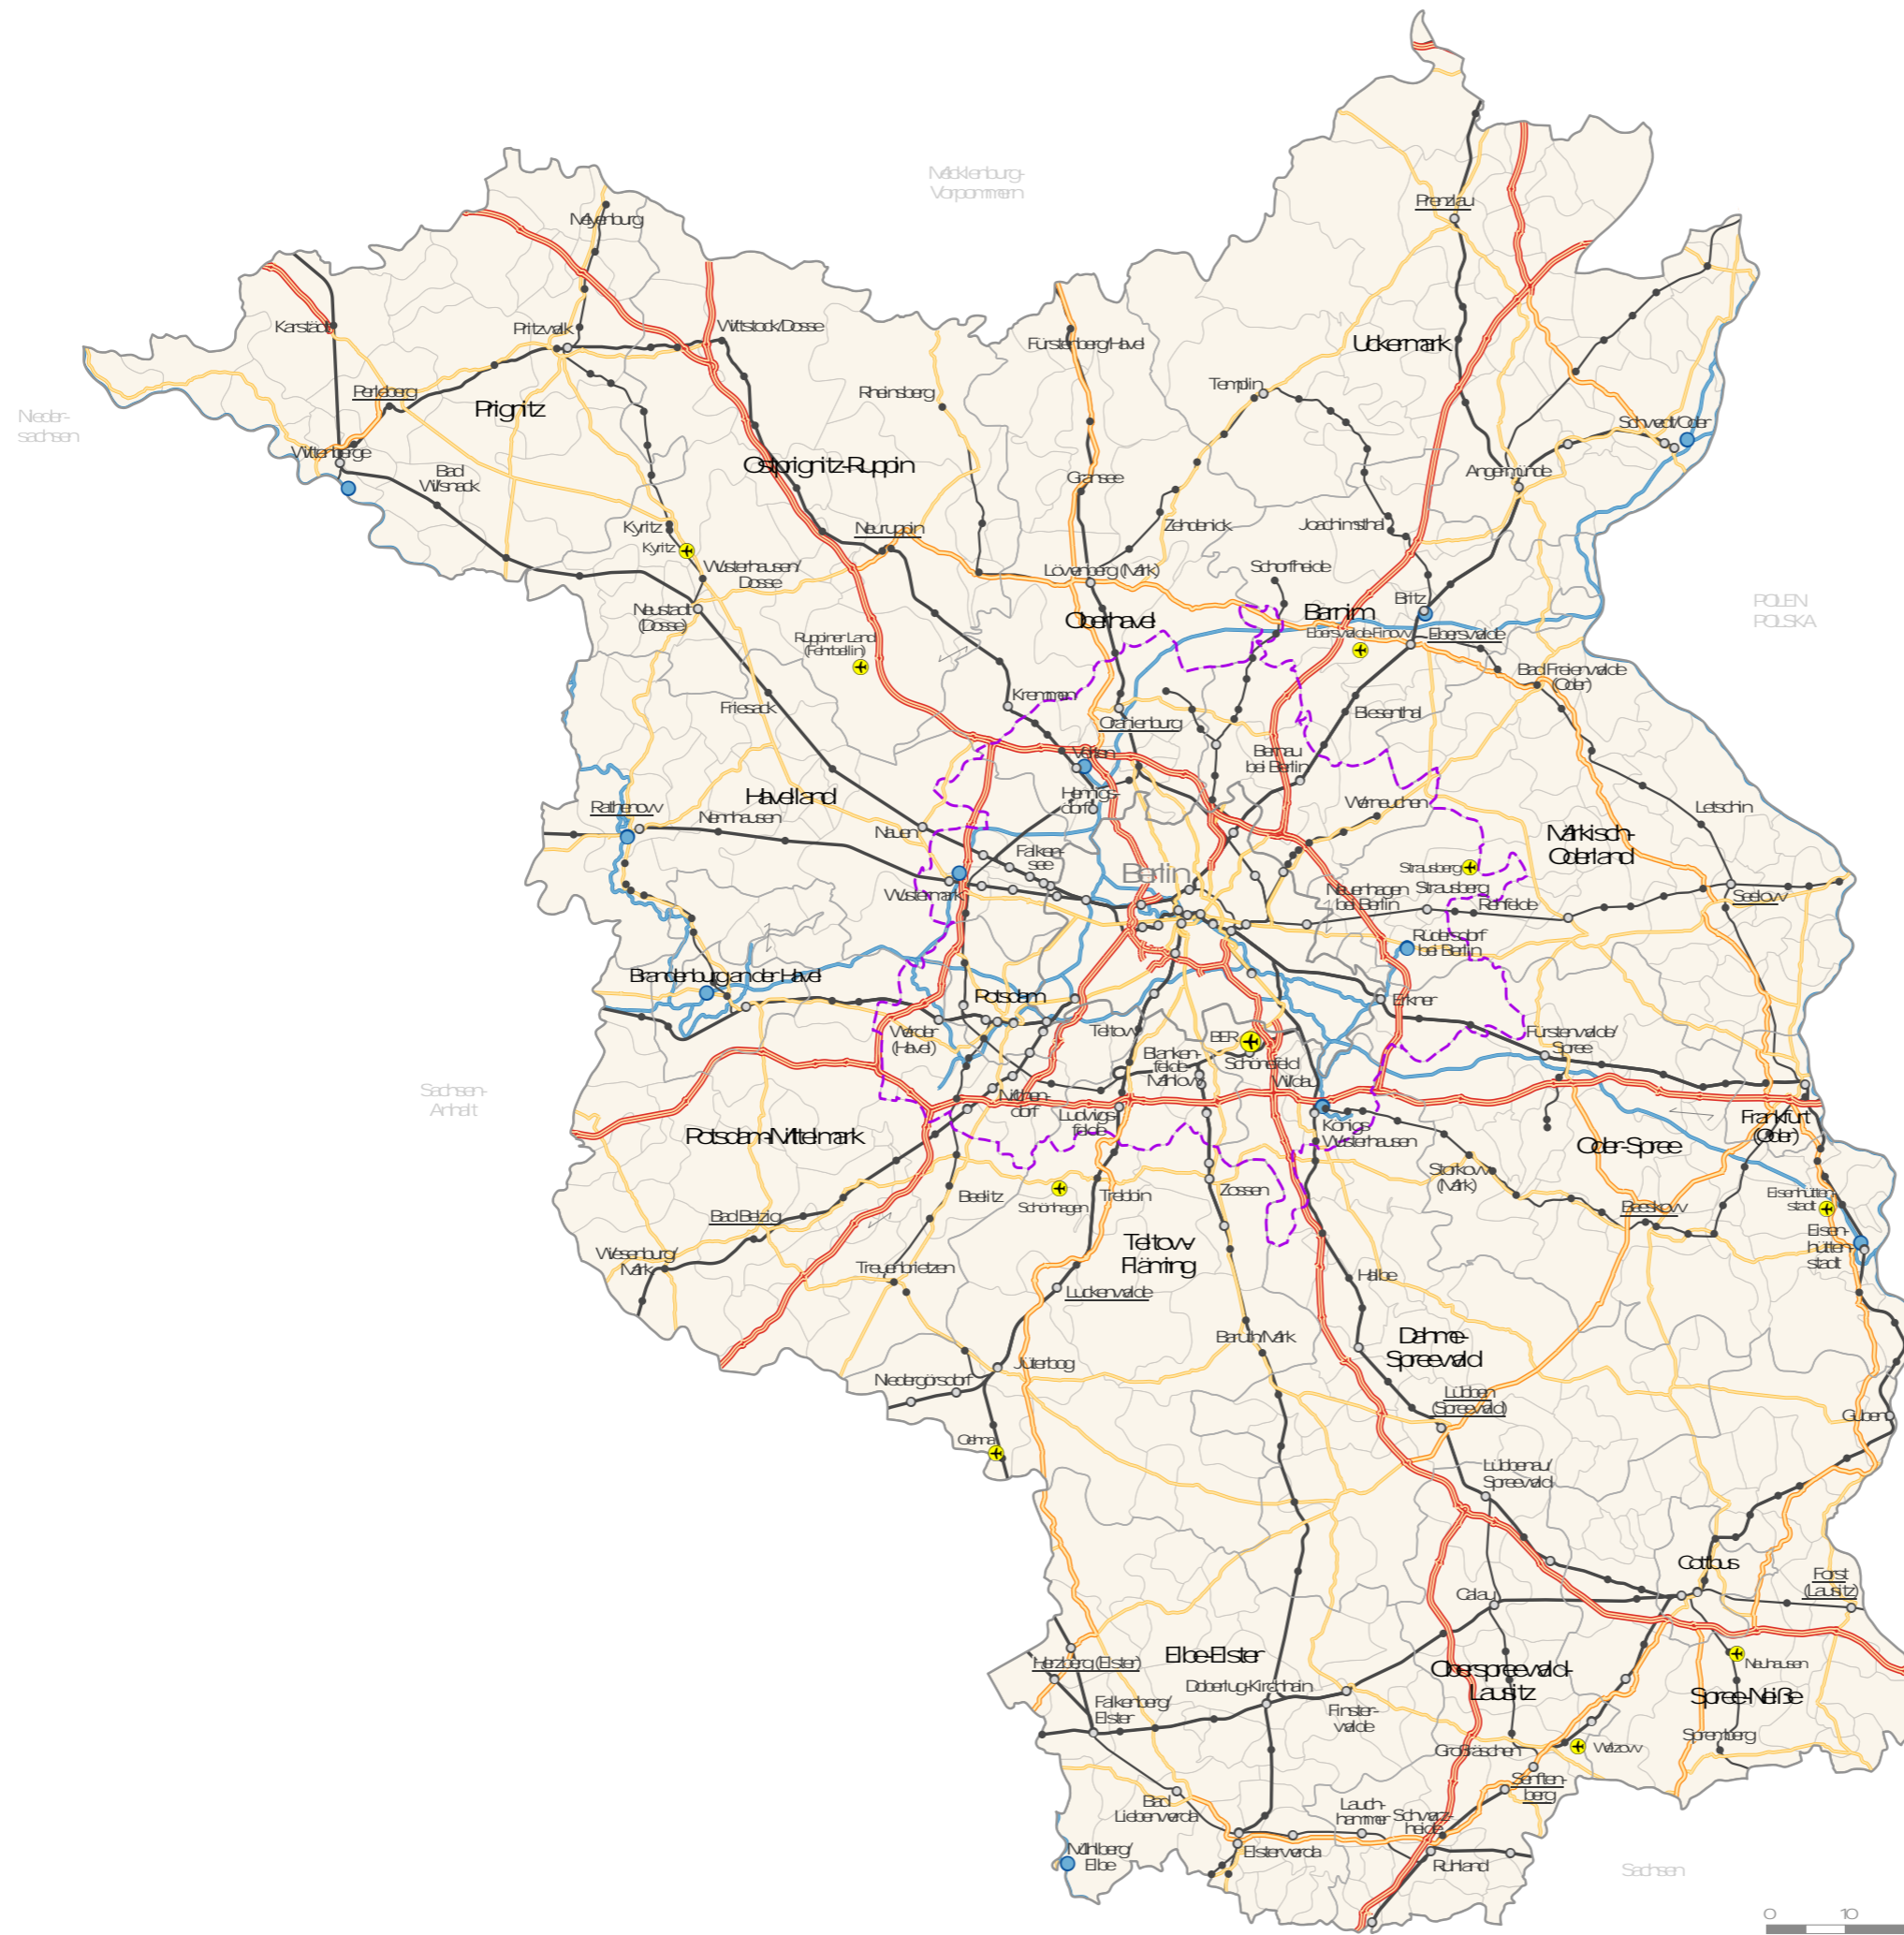 Mecklenburg-
Vorpommern
Prenzlau
Meyenburg
Karstädt
Pritzwalk
Wittstock/Dosse
Fürstenberg/Havel
Uckermark
Perleberg
Prignitz
Rheinsberg
Templin
Nieder-
sachsen
Schwedt/Oder
Wittenberge
Bad
Wilsnack
Ostprignitz-Ruppin
Gransee
Angermünde
Kyritz
Kyritz
Neuruppin
Zehdenick
Joachimsthal
Wusterhausen/
Dosse
Löwenberg (Mark)
Schorfheide
Neustadt
(Dosse)
Oberhavel
Barnim
Britz
POLEN
POLSKA
Ruppiner Land
(Fehrbellin)
Eberswalde-Finow
Eberswalde
Bad Freienwalde
(Oder)
Friesack
Kremmen
Oranienburg
Biesenthal
Velten
Bernau
bei Berlin
Rathenow
Nennhausen
Havelland
Hennigs-
dorf
Werneuchen
Letschin
Nauen
Falken-
see
Märkisch-
Oderland
Berlin
Strausberg
Wustermark
Neuenhagen
bei Berlin
Strausberg
Rehfelde
Seelow
Rüdersdorf
bei Berlin
Brandenburg an der Havel
Potsdam
Erkner
Werder
(Havel)
Teltow
BER
Schönefeld
Fürstenwalde/
Spree
Blanken-
felde-
Mahlow
Wildau
Sachsen-
Anhalt
Nuthen-
dorf
Ludwigs-
felde
Königs
Wusterhausen
Frankfurt
(Oder)
Potsdam-Mittelmark
Oder-Spree
Storkow
(Mark)
Beelitz
Schönhagen
Trebbin
Zossen
Eisenhütten-
stadt
Bad Belzig
Beeskow
Wiesenburg/
Mark
Teltow-
Fläming
Eisen-
hütten-
stadt
Treuenbrietzen
Luckenwalde
Halbe
Baruth/Mark
Dahme-
Spreewald
Jüterbog
Niedergörsdorf
Lübben
(Spreewald)
Guben
Oehna
Lübbenau/
Spreewald
Cottbus
Forst
(Lausitz)
Calau
Herzberg (Elster)
Elbe-Elster
Oberspreewald-
Lausitz
Neuhausen
Doberlug-Kirchhain
Spree-Neiße
Falkenberg/
Elster
Finster-
walde
Spremberg
Großräschen
Welzow
Senften-
berg
Bad
Liebenwerda
Lauch-
hammer
Schwarz-
heide
Mühlberg/
Elbe
Elsterwerda
Ruhland
Sachsen
0 10